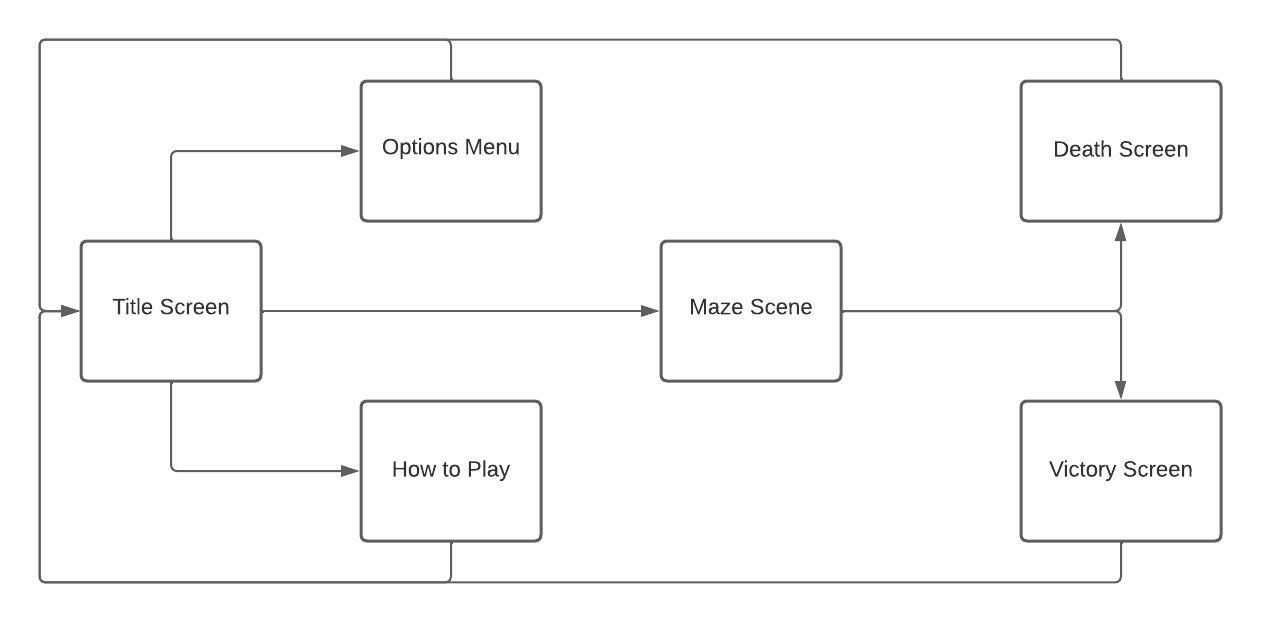 Options Menu
Death Screen
Title Screen
Maze Scene
How to Play
Victory Screen